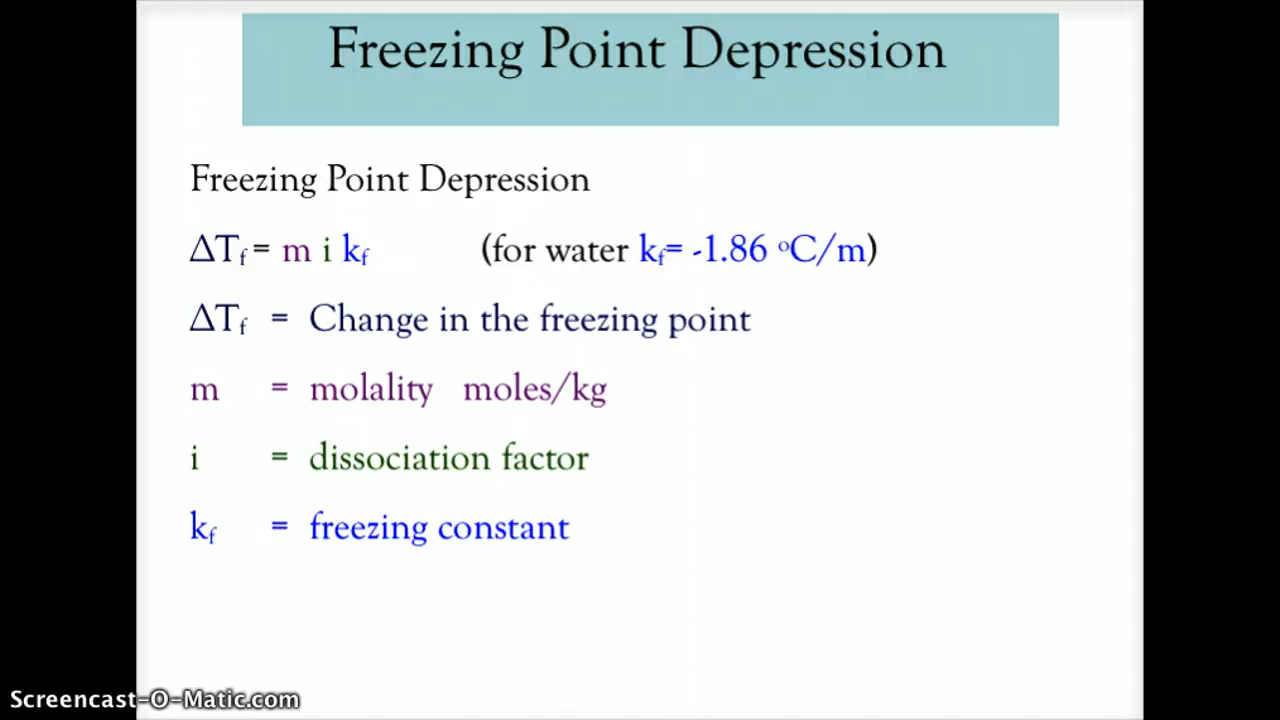 Freezing Point Depression
Freezing Point Depression
ΔTf = m i kf (for water kf= -1.86 °C/m)
ΔTf = Change in the freezing point
m = molality moles/kg
i = dissociation factor
kf = freezing constant
Screencast-O-Matic.com